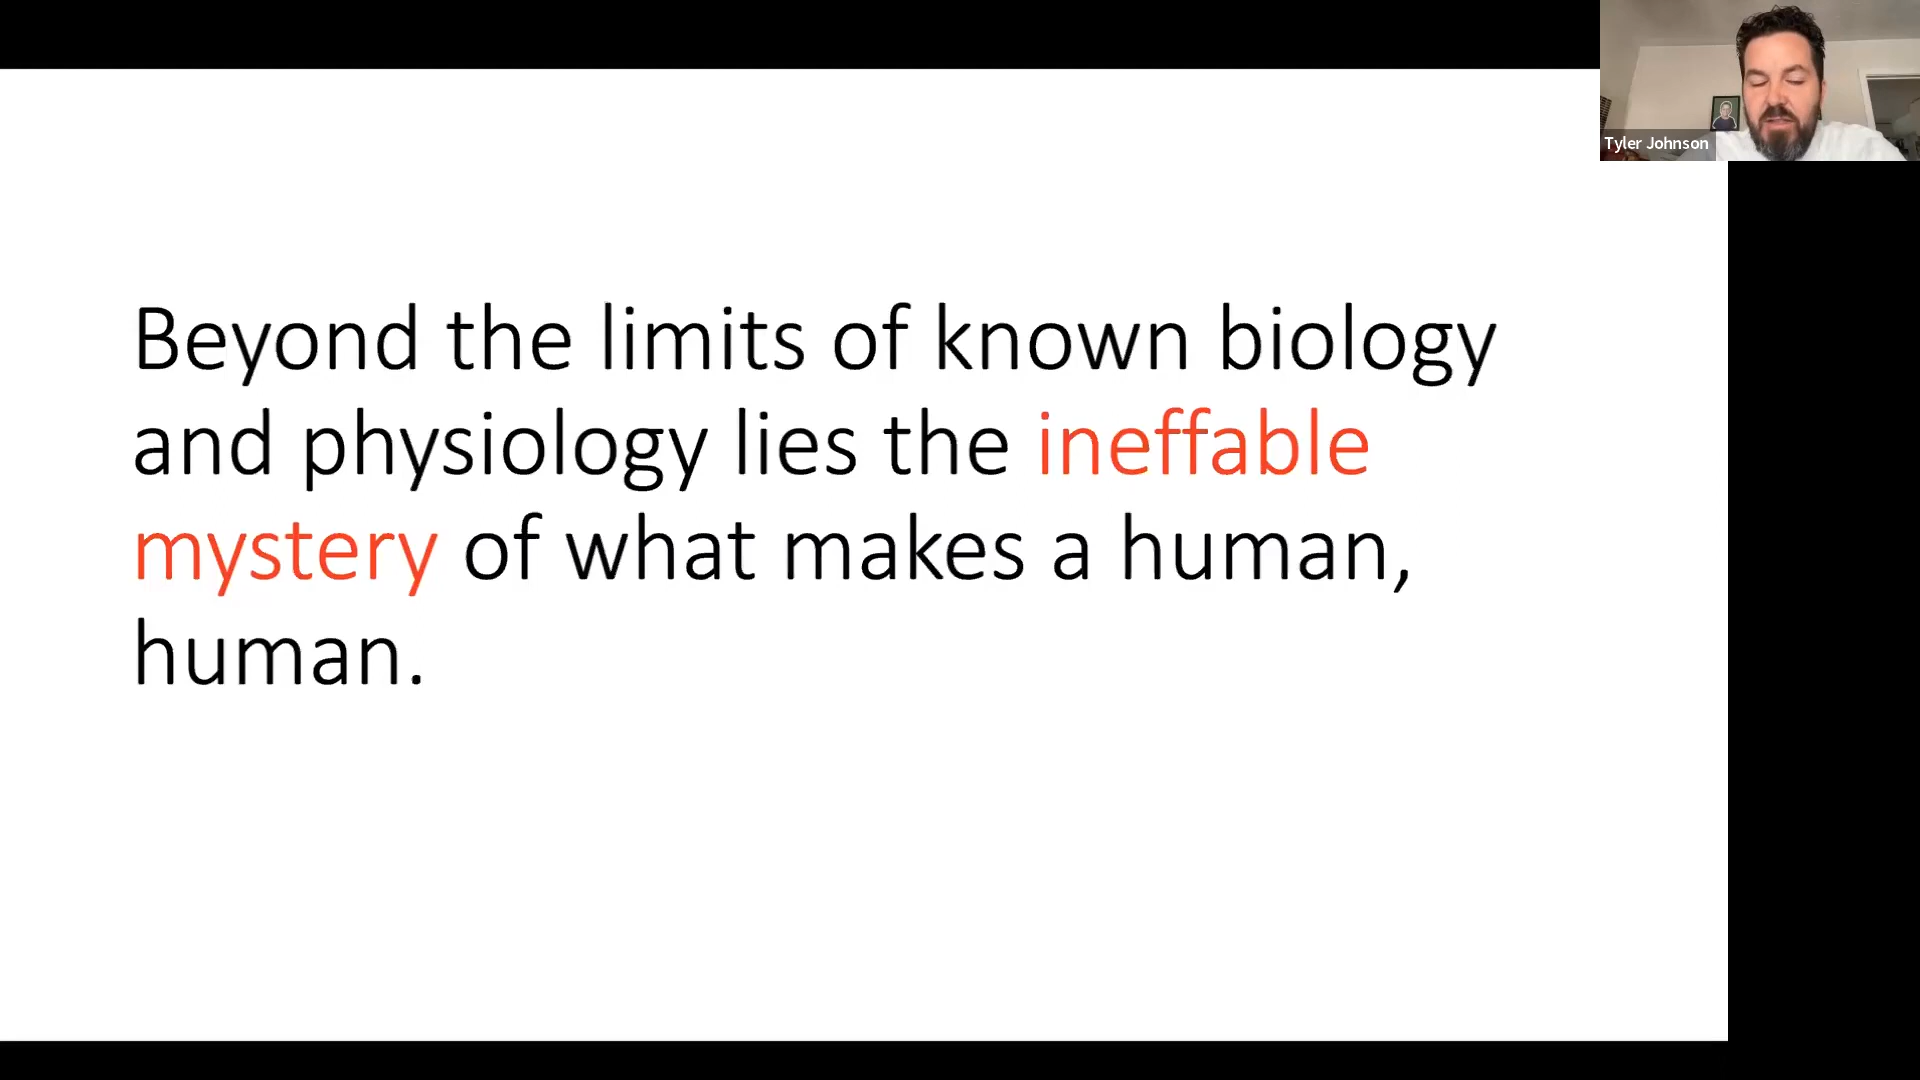 Tyler Johnson
Beyond the limits of known biology
and physiology lies the ineffable
mystery of what makes a human,
human.